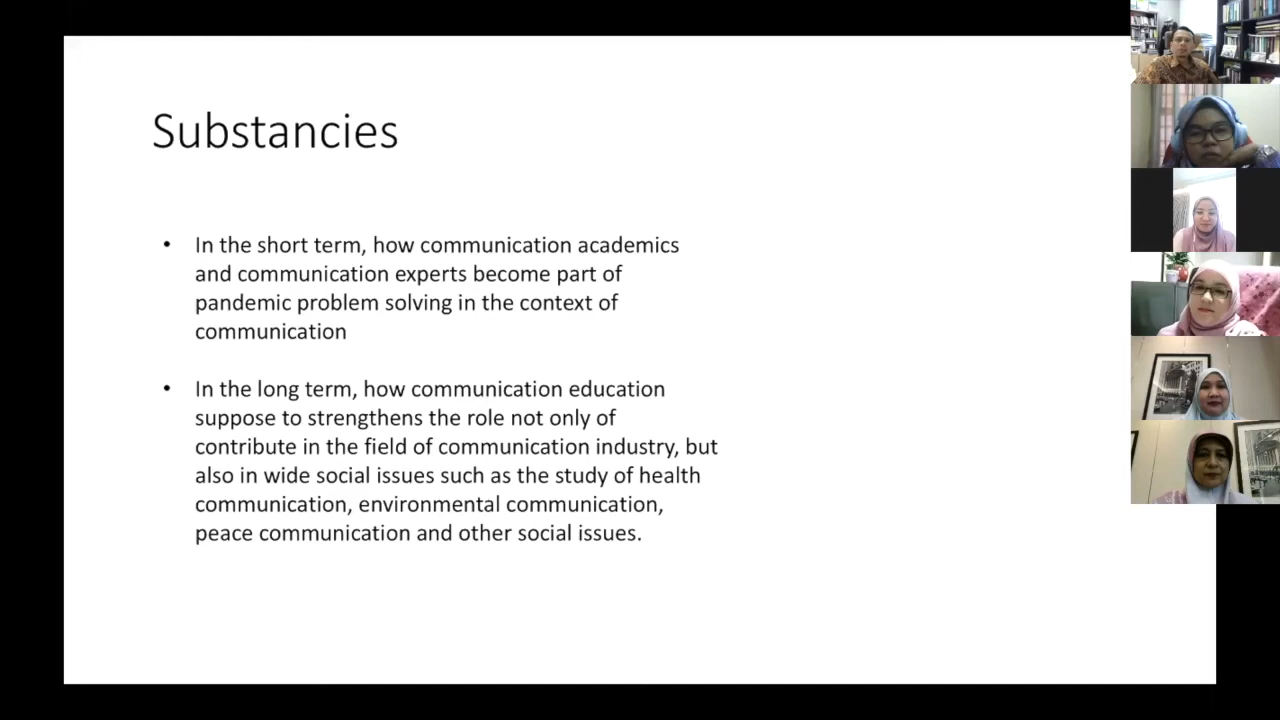 Substancies
• In the short term, how communication academics
and communication experts become part of
pandemic problem solving in the context of
communication
• In the long term, how communication education
suppose to strengthens the role not only of
contribute in the field of communication industry, but
also in wide social issues such as the study of health
communication, environmental communication,
peace communication and other social issues.